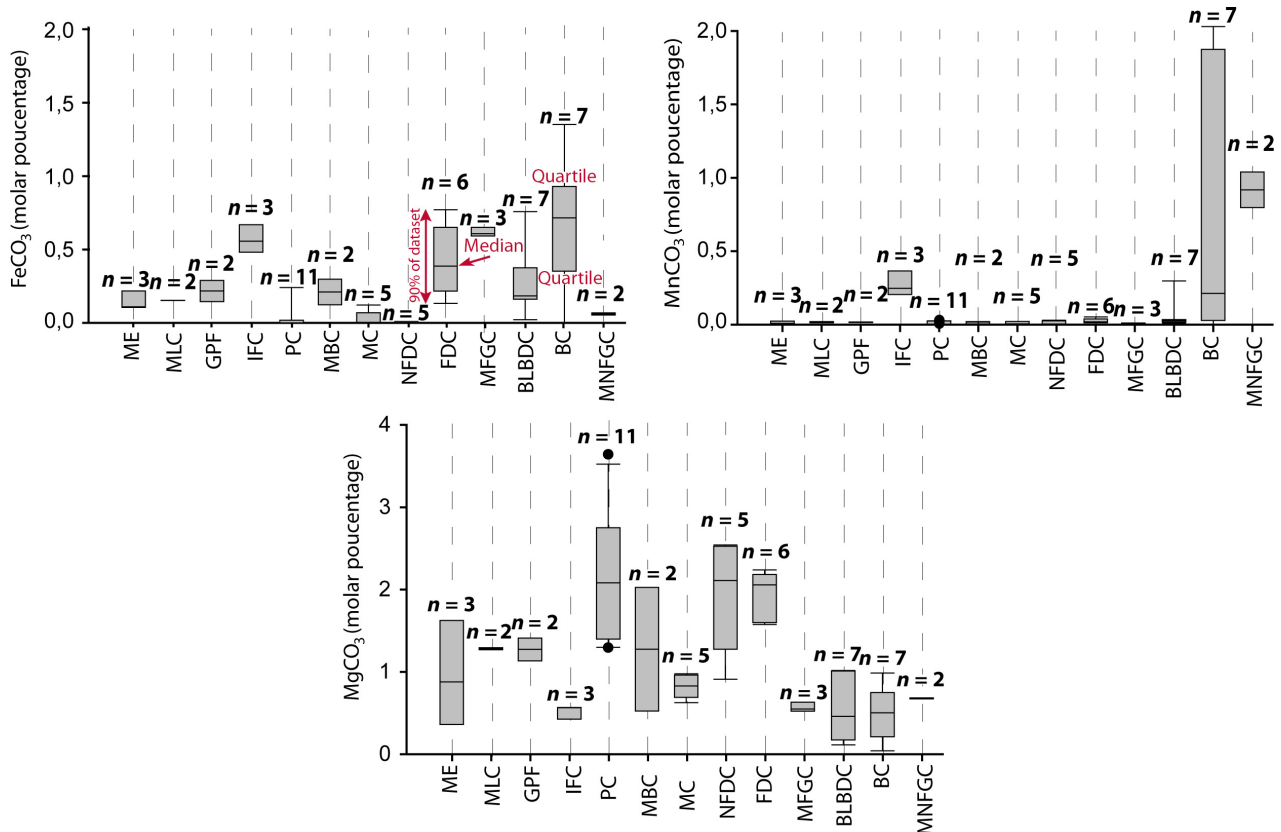 FeCO3 (molar poucentage)
2,0
1,5
1,0
0,5
0,0
n = 3
n = 2
n = 2
n = 3
n = 11
n = 2
n = 5
n = 5
n = 6
n = 3
n = 7
n = 7
n = 2
90% of dataset
Median
Quartile
Quartile
ME
MLC
GPF
IFC
PC
MBC
MC
NFDC
FDC
MFGC
BLBDC
BC
MNFGC
MnCO3 (molar poucentage)
2,0
1,5
1,0
0,5
0,0
n = 3
n = 2
n = 2
n = 3
n = 11
n = 2
n = 5
n = 5
n = 6
n = 3
n = 7
n = 7
n = 2
ME
MLC
GPF
IFC
PC
MBC
MC
NFDC
FDC
MFGC
BLBDC
BC
MNFGC
MgCO3 (molar poucentage)
4
3
2
1
0
n = 3
n = 2
n = 2
n = 3
n = 11
n = 2
n = 5
n = 5
n = 6
n = 3
n = 7
n = 7
n = 2
ME
MLC
GPF
IFC
PC
MBC
MC
NFDC
FDC
MFGC
BLBDC
BC
MNFGC